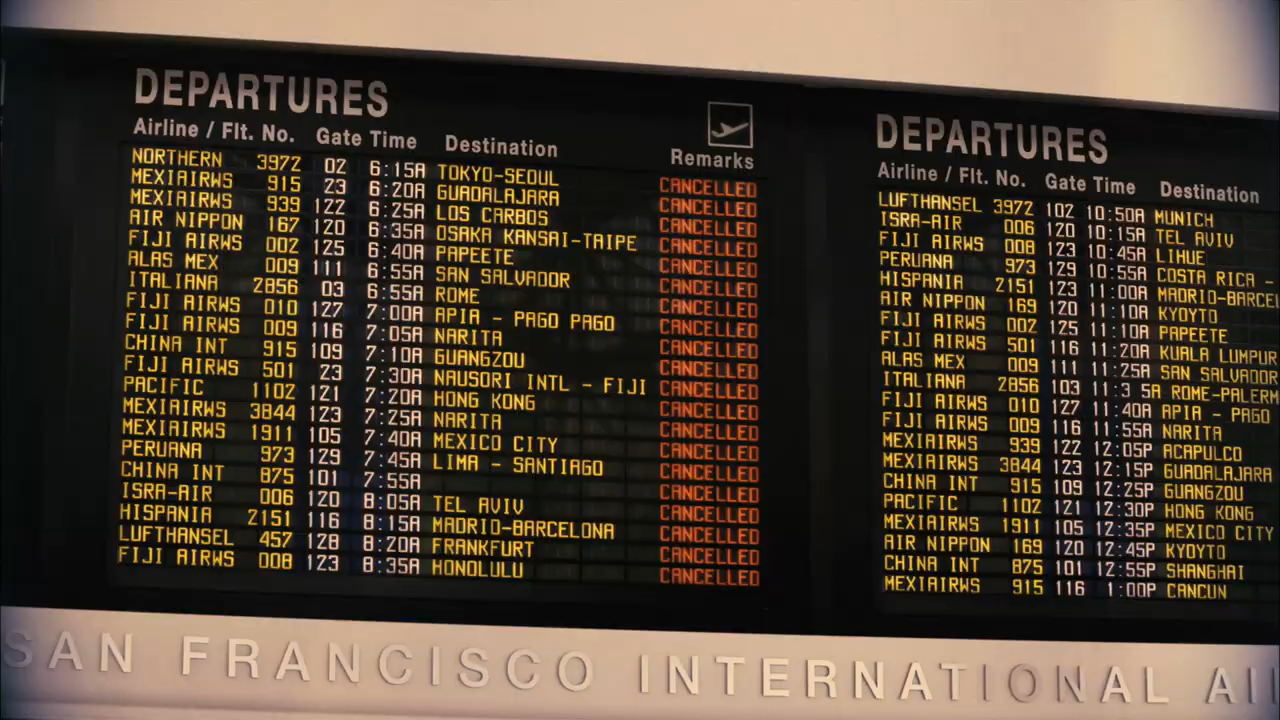 DEPARTURES
Airline / Flt. No. Gate Time Destination Remarks
NORTHERN 3972 02 6:15A TOKYO-SEOUL CANCELLED
MEXIAIRWS 915 23 6:20A GUADALAJARA CANCELLED
MEXIAIRWS 939 122 6:25A LOS CARBOS CANCELLED
AIR NIPPON 167 120 6:35A OSAKA KANSAI-TAIPE CANCELLED
FIJI AIRWS 002 125 6:40A PAPEETE CANCELLED
ALAS MEX 009 111 6:55A SAN SALVADOR CANCELLED
ITALIANA 2856 03 6:55A ROME CANCELLED
FIJI AIRWS 010 127 7:00A APIA - PAGO PAGO CANCELLED
FIJI AIRWS 009 116 7:05A NARITA CANCELLED
CHINA INT 915 109 7:10A GUANGZOU CANCELLED
FIJI AIRWS 501 23 7:30A NAUSORI INTL - FIJI CANCELLED
PACIFIC 1102 121 7:20A HONG KONG CANCELLED
MEXIAIRWS 3844 123 7:25A NARITA CANCELLED
MEXIAIRWS 1911 105 7:40A MEXICO CITY CANCELLED
PERUANA 973 129 7:45A LIMA - SANTIAGO CANCELLED
CHINA INT 875 101 7:55A CANCELLED
ISRA-AIR 006 120 8:05A TEL AVIV CANCELLED
HISPANIA 2151 116 8:15A MADRID-BARCELONA CANCELLED
LUFTHANSEL 457 128 8:20A FRANKFURT CANCELLED
FIJI AIRWS 008 123 8:35A HONOLULU CANCELLED
DEPARTURES
Airline / Flt. No. Gate Time Destination
LUFTHANSEL 3972 102 10:50A MUNICH
ISRA-AIR 006 120 10:15A TEL AVIV
FIJI AIRWS 008 123 10:45A LIHUE
PERUANA 973 129 10:55A COSTA RICA -
HISPANIA 2151 123 11:00A MADRID-BARCEL
AIR NIPPON 169 120 11:10A KYOYTO
FIJI AIRWS 002 125 11:10A PAPEETE
FIJI AIRWS 501 116 11:20A KUALA LUMPUR
ALAS MEX 009 111 11:25A SAN SALVADOR
ITALIANA 2856 103 11:3 5A ROME-PALERM
FIJI AIRWS 010 127 11:40A APIA - PAGO
FIJI AIRWS 009 116 11:55A NARITA
MEXIAIRWS 939 122 12:05P ACAPULCO
MEXIAIRWS 3844 123 12:15P GUADALAJARA
CHINA INT 915 109 12:25P GUANGZOU
PACIFIC 1102 121 12:30P HONG KONG
MEXIAIRWS 1911 105 12:35P MEXICO CITY
AIR NIPPON 169 120 12:45P KYOYTO
CHINA INT 875 101 12:55P SHANGHAI
MEXIAIRWS 915 116 1:00P CANCUN
SAN FRANCISCO INTERNATIONAL AI